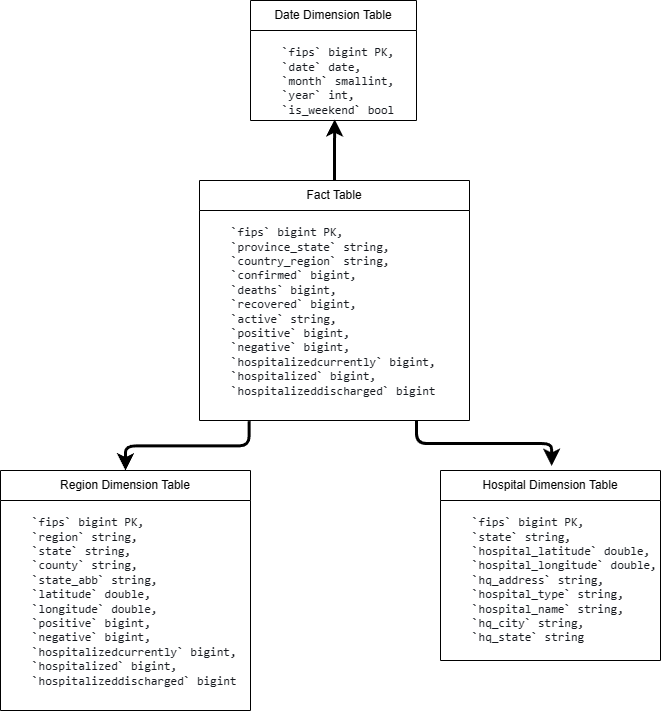 Date Dimension Table
`fips` bigint PK,
`date` date,
`month` smallint,
`year` int,
`is_weekend` bool
Fact Table
`fips` bigint PK,
`province_state` string,
`country_region` string,
`confirmed` bigint,
`deaths` bigint,
`recovered` bigint,
`active` string,
`positive` bigint,
`negative` bigint,
`hospitalizedcurrently` bigint,
`hospitalized` bigint,
`hospitalizeddischarged` bigint
Region Dimension Table
`fips` bigint PK,
`region` string,
`state` string,
`county` string,
`state_abb` string,
`latitude` double,
`longitude` double,
`positive` bigint,
`negative` bigint,
`hospitalizedcurrently` bigint,
`hospitalized` bigint,
`hospitalizeddischarged` bigint
Hospital Dimension Table
`fips` bigint PK,
`state` string,
`hospital_latitude` double,
`hospital_longitude` double,
`hq_address` string,
`hospital_type` string,
`hospital_name` string,
`hq_city` string,
`hq_state` string